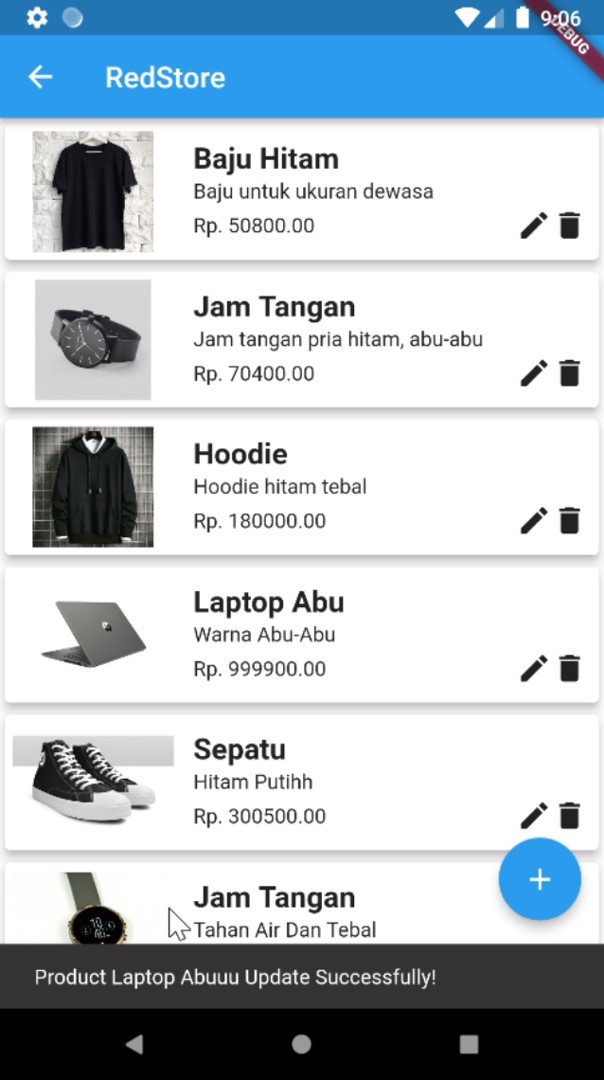 9:06
DEBUG
RedStore
Baju Hitam
Baju untuk ukuran dewasa
Rp. 50800.00
Jam Tangan
Jam tangan pria hitam, abu-abu
Rp. 70400.00
Hoodie
Hoodie hitam tebal
Rp. 180000.00
Laptop Abu
Warna Abu-Abu
Rp. 999900.00
Sepatu
Hitam Putihh
Rp. 300500.00
Jam Tangan
Tahan Air Dan Tebal
Product Laptop Abuuu Update Successfully!